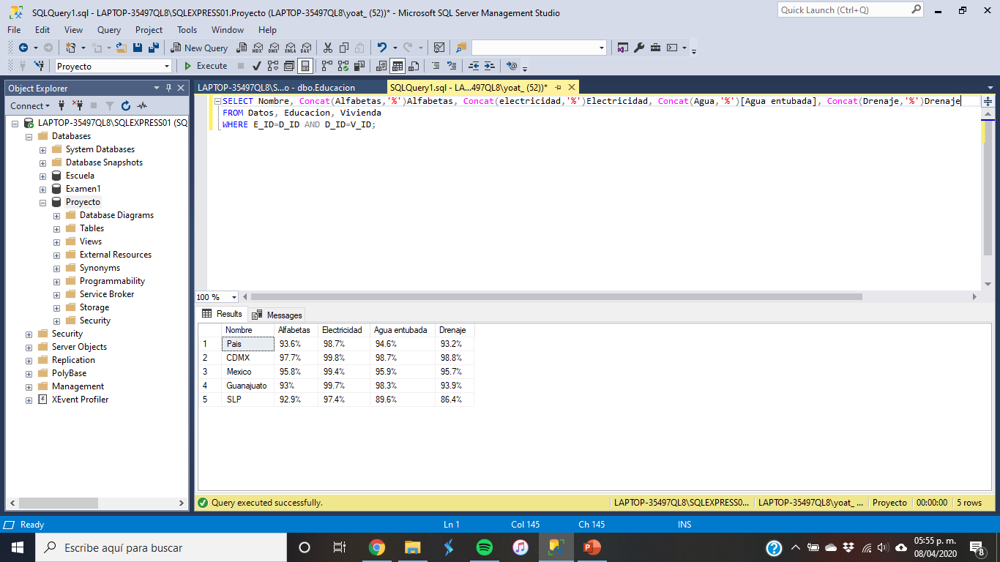 SQLQuery1.sql - LAPTOP-35497QL8\SQLEXPRESS01.Proyecto (LAPTOP-35497QL8\yoat_ (52))* - Microsoft SQL Server Management Studio
Quick Launch (Ctrl+Q)
File Edit View Query Project Tools Window Help
New Query MDX DMX XMLA DAX
Proyecto Execute
Object Explorer
LAPTOP-35497QL8\S...o - dbo.Educacion SQLQuery1.sql - LA...497QL8\yoat_ (52))*
Connect
LAPTOP-35497QL8\SQLEXPRESS01 (SQ
Databases
System Databases
Database Snapshots
Escuela
Examen1
Proyecto
Database Diagrams
Tables
Views
External Resources
Synonyms
Programmability
Service Broker
Storage
Security
Security
Server Objects
Replication
PolyBase
Management
XEvent Profiler
SELECT Nombre, Concat(Alfabetas,'%')Alfabetas, Concat(electricidad,'%')Electricidad, Concat(Agua,'%')[Agua entubada], Concat(Drenaje,'%')Drenaje
FROM Datos, Educacion, Vivienda
WHERE E_ID=D_ID AND D_ID=V_ID;
100 %
Results Messages
Nombre Alfabetas Electricidad Agua entubada Drenaje
1 Pais 93.6% 98.7% 94.6% 93.2%
2 CDMX 97.7% 99.8% 98.7% 98.8%
3 Mexico 95.8% 99.4% 95.9% 95.7%
4 Guanajuato 93% 99.7% 98.3% 93.9%
5 SLP 92.9% 97.4% 89.6% 86.4%
Query executed successfully. LAPTOP-35497QL8\SQLEXPRESS0... LAPTOP-35497QL8\yoat_ ... Proyecto 00:00:00 5 rows
Ready Ln 1 Col 145 Ch 145 INS
Escribe aquí para buscar
05:55 p. m.
08/04/2020
8